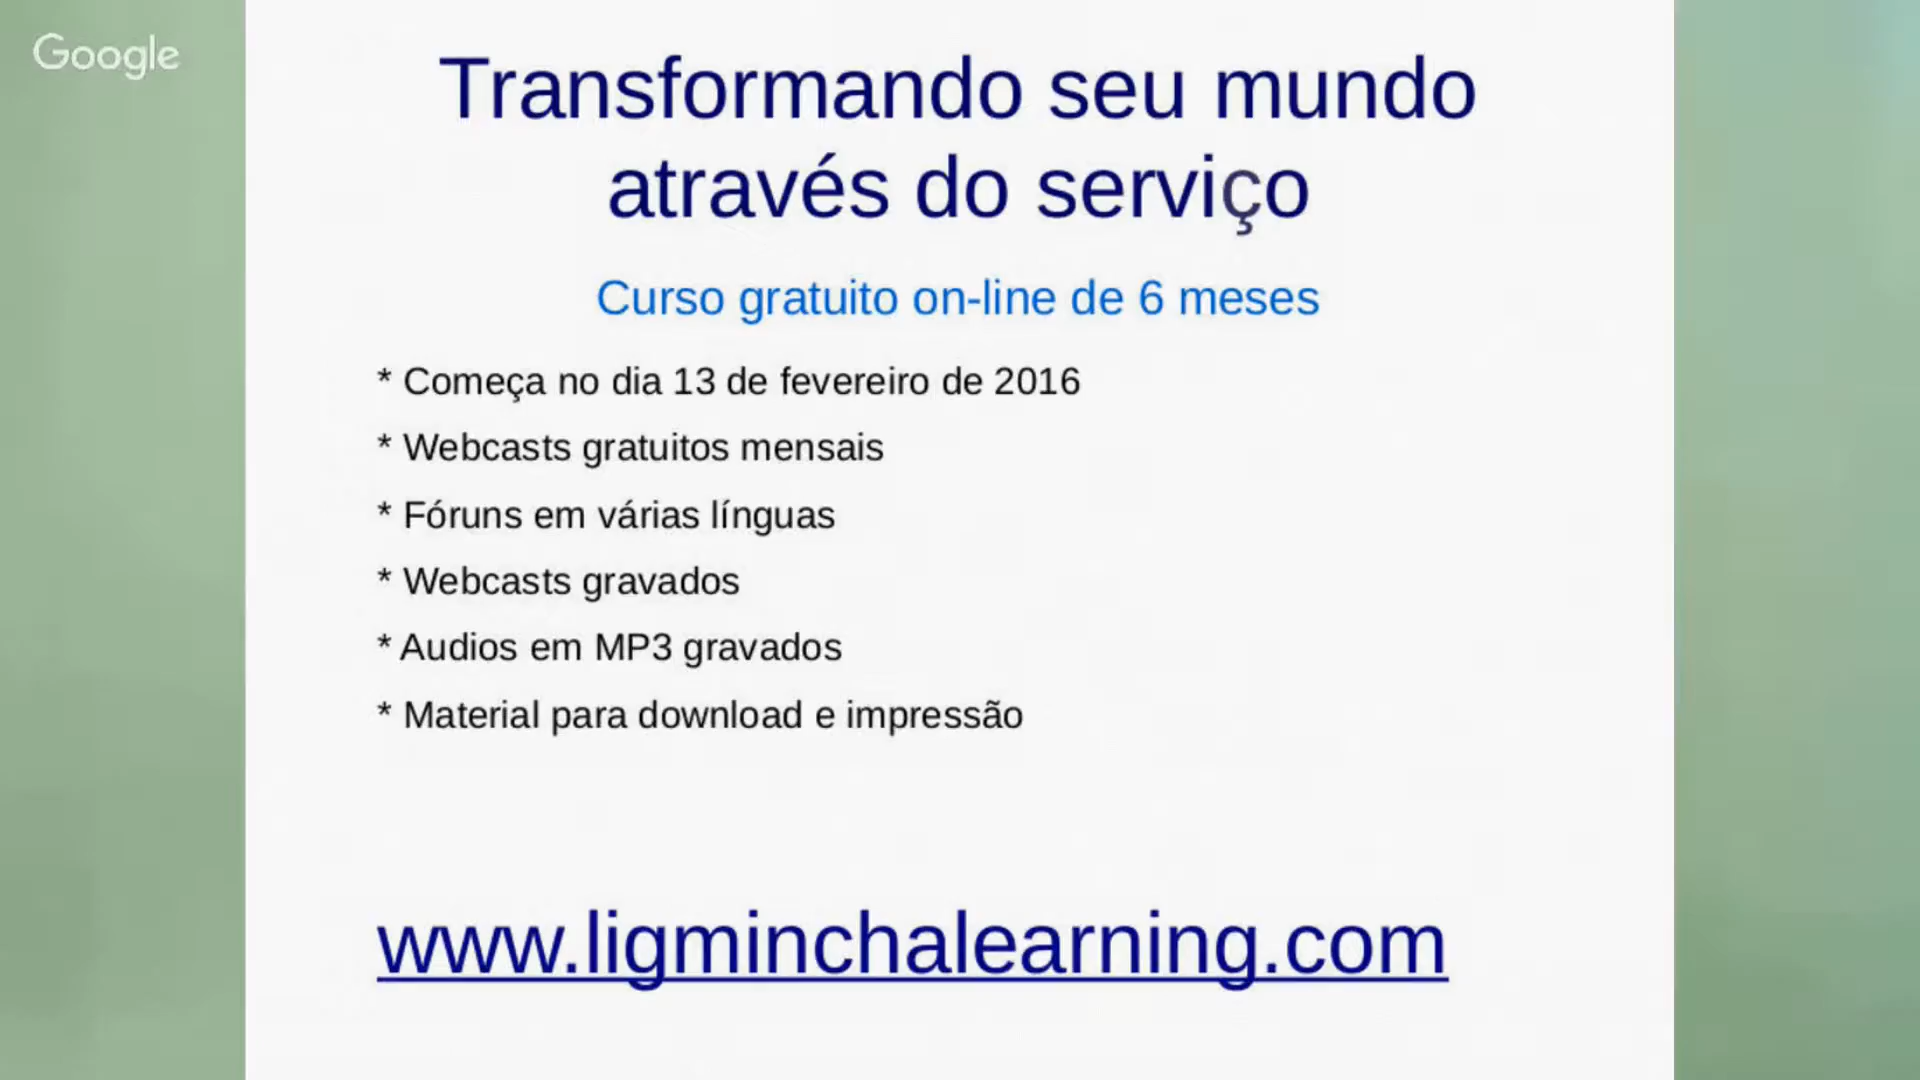 Google
Transformando seu mundo
através do serviço
Curso gratuito on-line de 6 meses
* Começa no dia 13 de fevereiro de 2016
* Webcasts gratuitos mensais
* Fóruns em várias línguas
* Webcasts gravados
* Audios em MP3 gravados
* Material para download e impressão
www.ligminchalearning.com